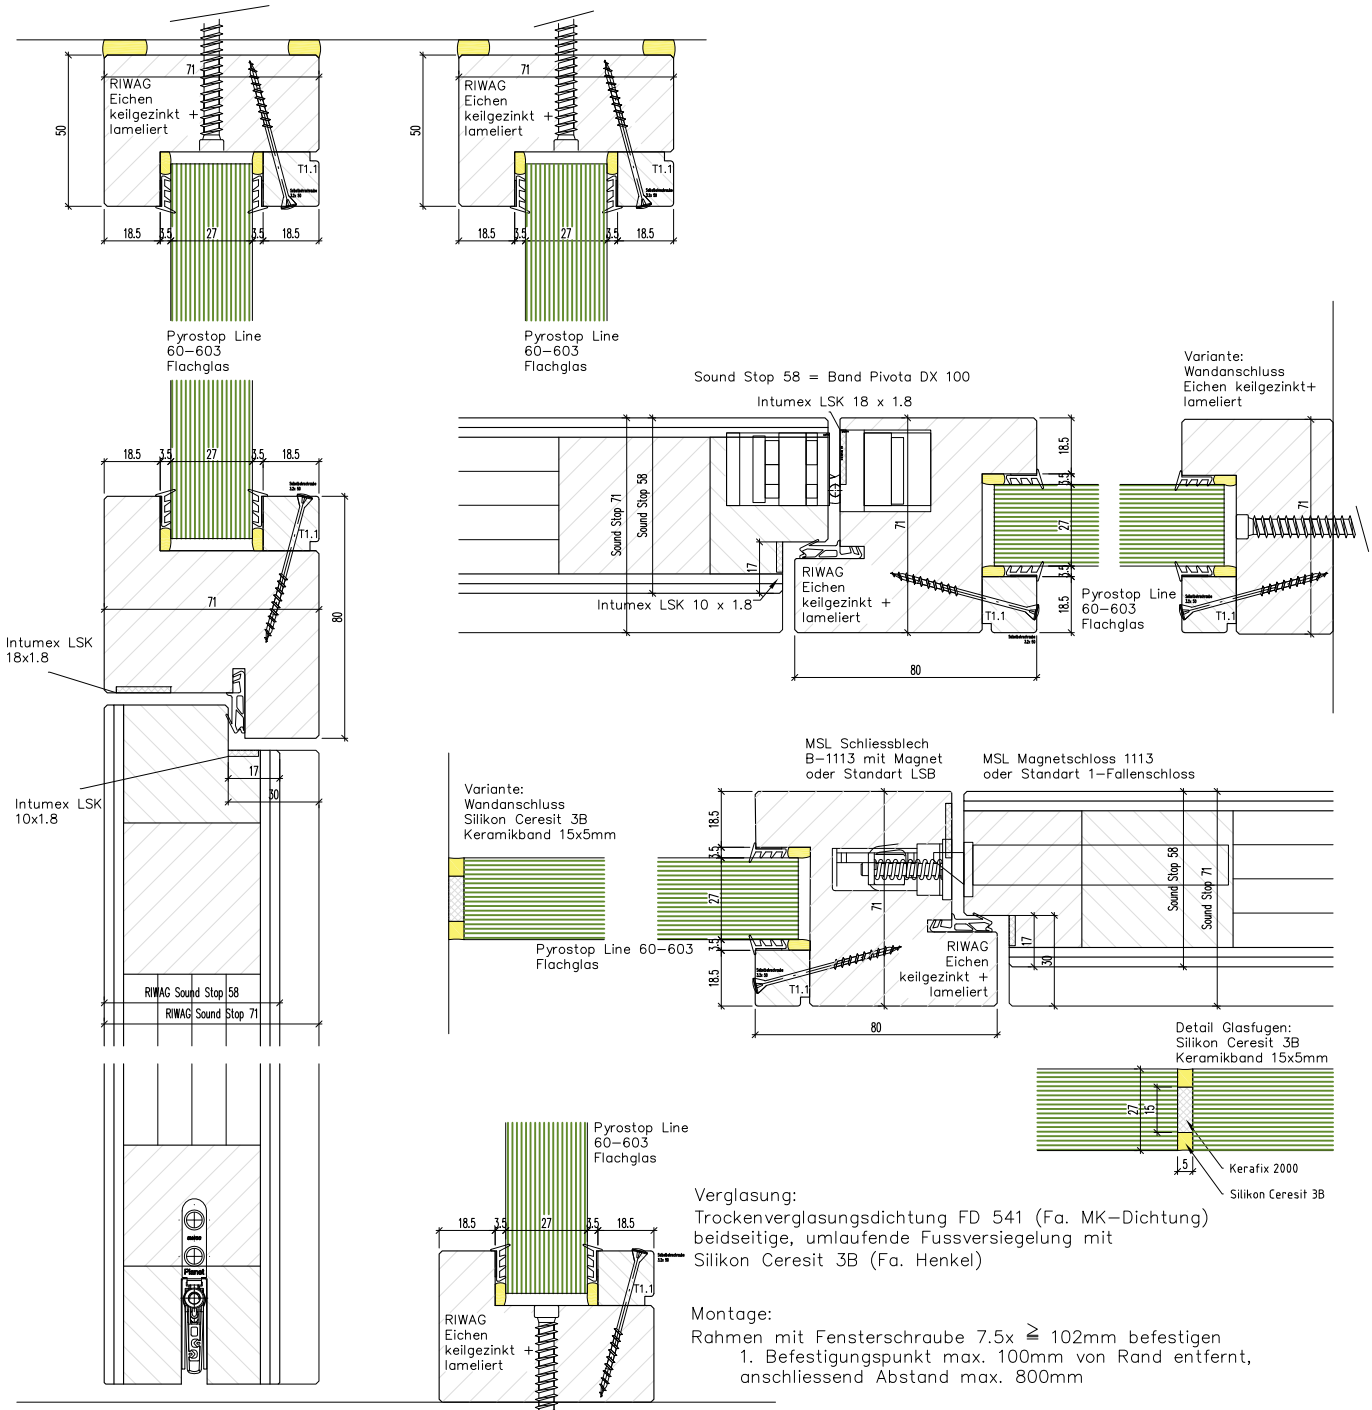 71
RIWAG
Eichen
keilgezinkt +
lameliert
50
T1.1
18.5
3.5
27
3.5
18.5
Pyrostop Line
60-603
Flachglas
71
RIWAG
Eichen
keilgezinkt +
lameliert
50
T1.1
18.5
3.5
27
3.5
18.5
Pyrostop Line
60-603
Flachglas
18.5
3.5
27
3.5
18.5
T1.1
71
80
Intumex LSK
18x1.8
17
30
Intumex LSK
10x1.8
RIWAG Sound Stop 58
RIWAG Sound Stop 71
Planet
Sound Stop 58 = Band Pivota DX 100
Intumex LSK 18 x 1.8
Sound Stop 71
Sound Stop 58
71
17
Intumex LSK 10 x 1.8
RIWAG
Eichen
keilgezinkt +
lameliert
T1.1
80
18.5
3.5
27
3.5
18.5
Pyrostop Line
60-603
Flachglas
Variante:
Wandanschluss
Eichen keilgezinkt+
lameliert
71
T1.1
Variante:
Wandanschluss
Silikon Ceresit 3B
Keramikband 15x5mm
Pyrostop Line 60-603
Flachglas
MSL Schliessblech
B-1113 mit Magnet
oder Standart LSB
MSL Magnetschloss 1113
oder Standart 1-Fallenschloss
18.5
3.5
27
3.5
18.5
71
T1.1
RIWAG
Eichen
keilgezinkt +
lameliert
80
17
30
Sound Stop 58
Sound Stop 71
Detail Glasfugen:
Silikon Ceresit 3B
Keramikband 15x5mm
27
15
5
Kerafix 2000
Silikon Ceresit 3B
Pyrostop Line
60-603
Flachglas
18.5
3.5
27
3.5
18.5
T1.1
RIWAG
Eichen
keilgezinkt +
lameliert
Verglasung:
Trockenverglasungsdichtung FD 541 (Fa. MK-Dichtung)
beidseitige, umlaufende Fussversiegelung mit
Silikon Ceresit 3B (Fa. Henkel)
Montage:
Rahmen mit Fensterschraube 7.5x ≧ 102mm befestigen
1. Befestigungspunkt max. 100mm von Rand entfernt,
anschliessend Abstand max. 800mm